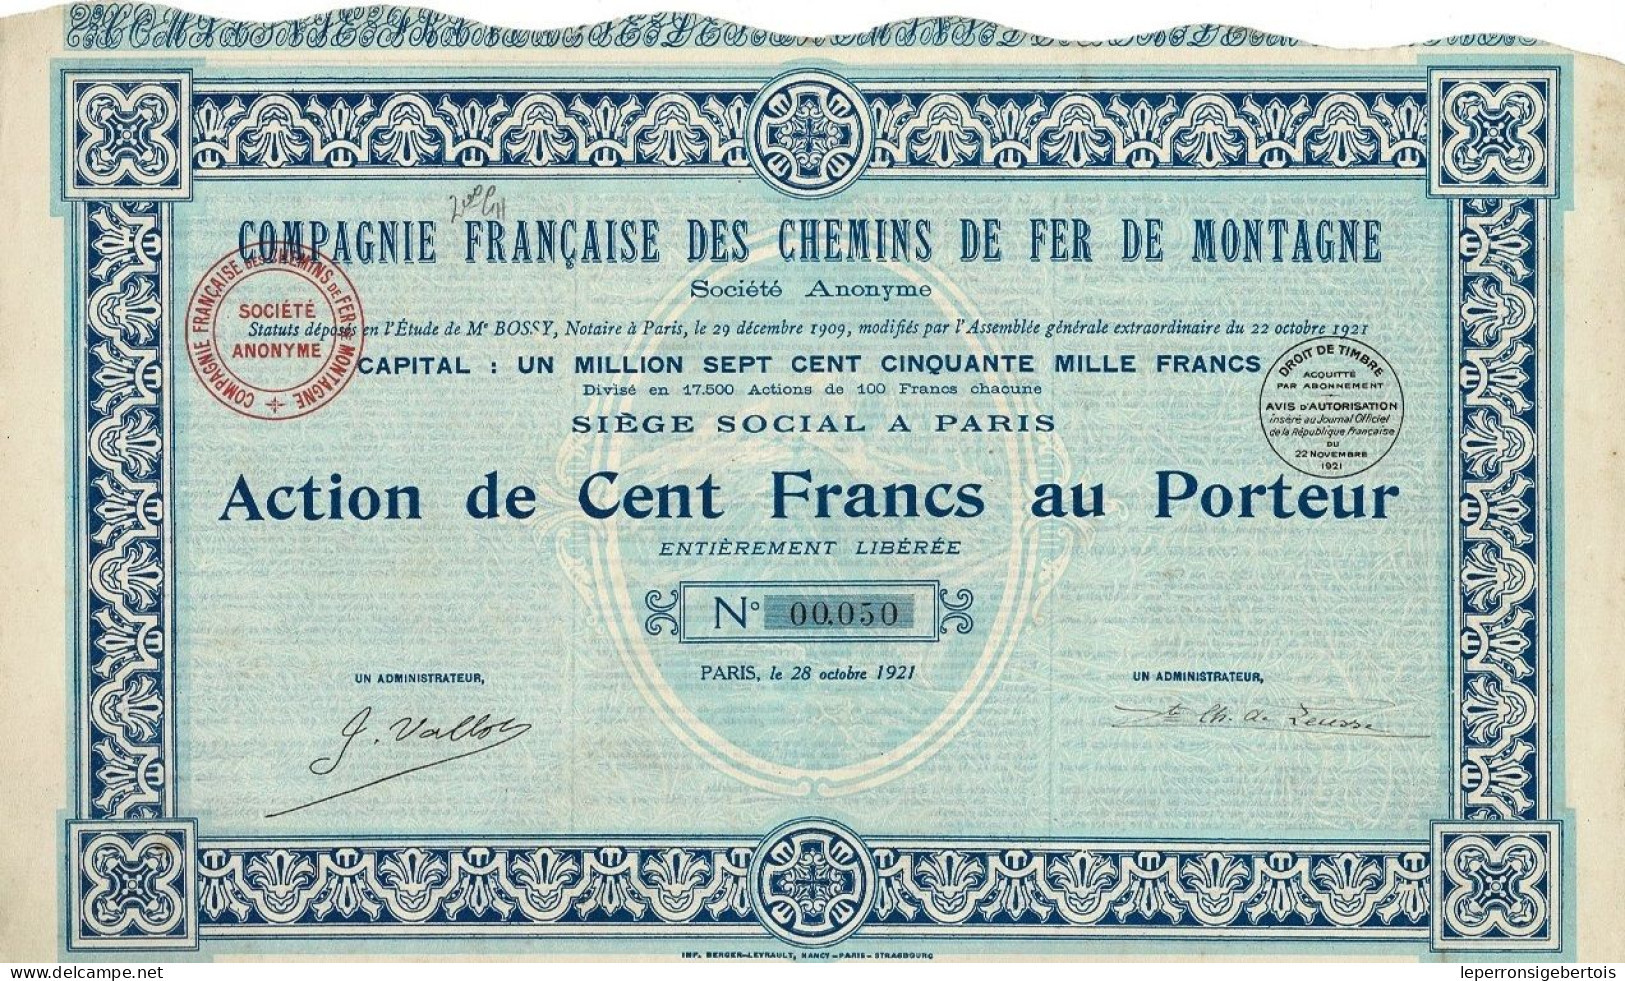 COMPAGNIE FRANÇAISE DES CHEMINS DE FER DE MONTAGNE
Société Anonyme
Statuts déposés en l'Étude de Me BOSSY, Notaire à Paris, le 29 décembre 1909, modifiés par l'Assemblée générale extraordinaire du 22 octobre 1921
CAPITAL : UN MILLION SEPT CENT CINQUANTE MILLE FRANCS
Divisé en 17.500 Actions de 100 Francs chacune
SIÈGE SOCIAL A PARIS
COMPAGNIE FRANÇAISE DES CHEMINS DE FER DE MONTAGNE
SOCIÉTÉ
ANONYME
DROIT DE TIMBRE
ACQUITTÉ
PAR ABONNEMENT
AVIS D'AUTORISATION
inséré au Journal Officiel
de la République Française
DU
22 NOVEMBRE
1921
Action de Cent Francs au Porteur
ENTIÈREMENT LIBÉRÉE
No 00.050
PARIS, le 28 octobre 1921
UN ADMINISTRATEUR,
UN ADMINISTRATEUR,
J. Vallot
IMP. BERGER-LEVRAULT, NANCY-PARIS-STRASBOURG
www.delcampe.net
leperronsigebertois